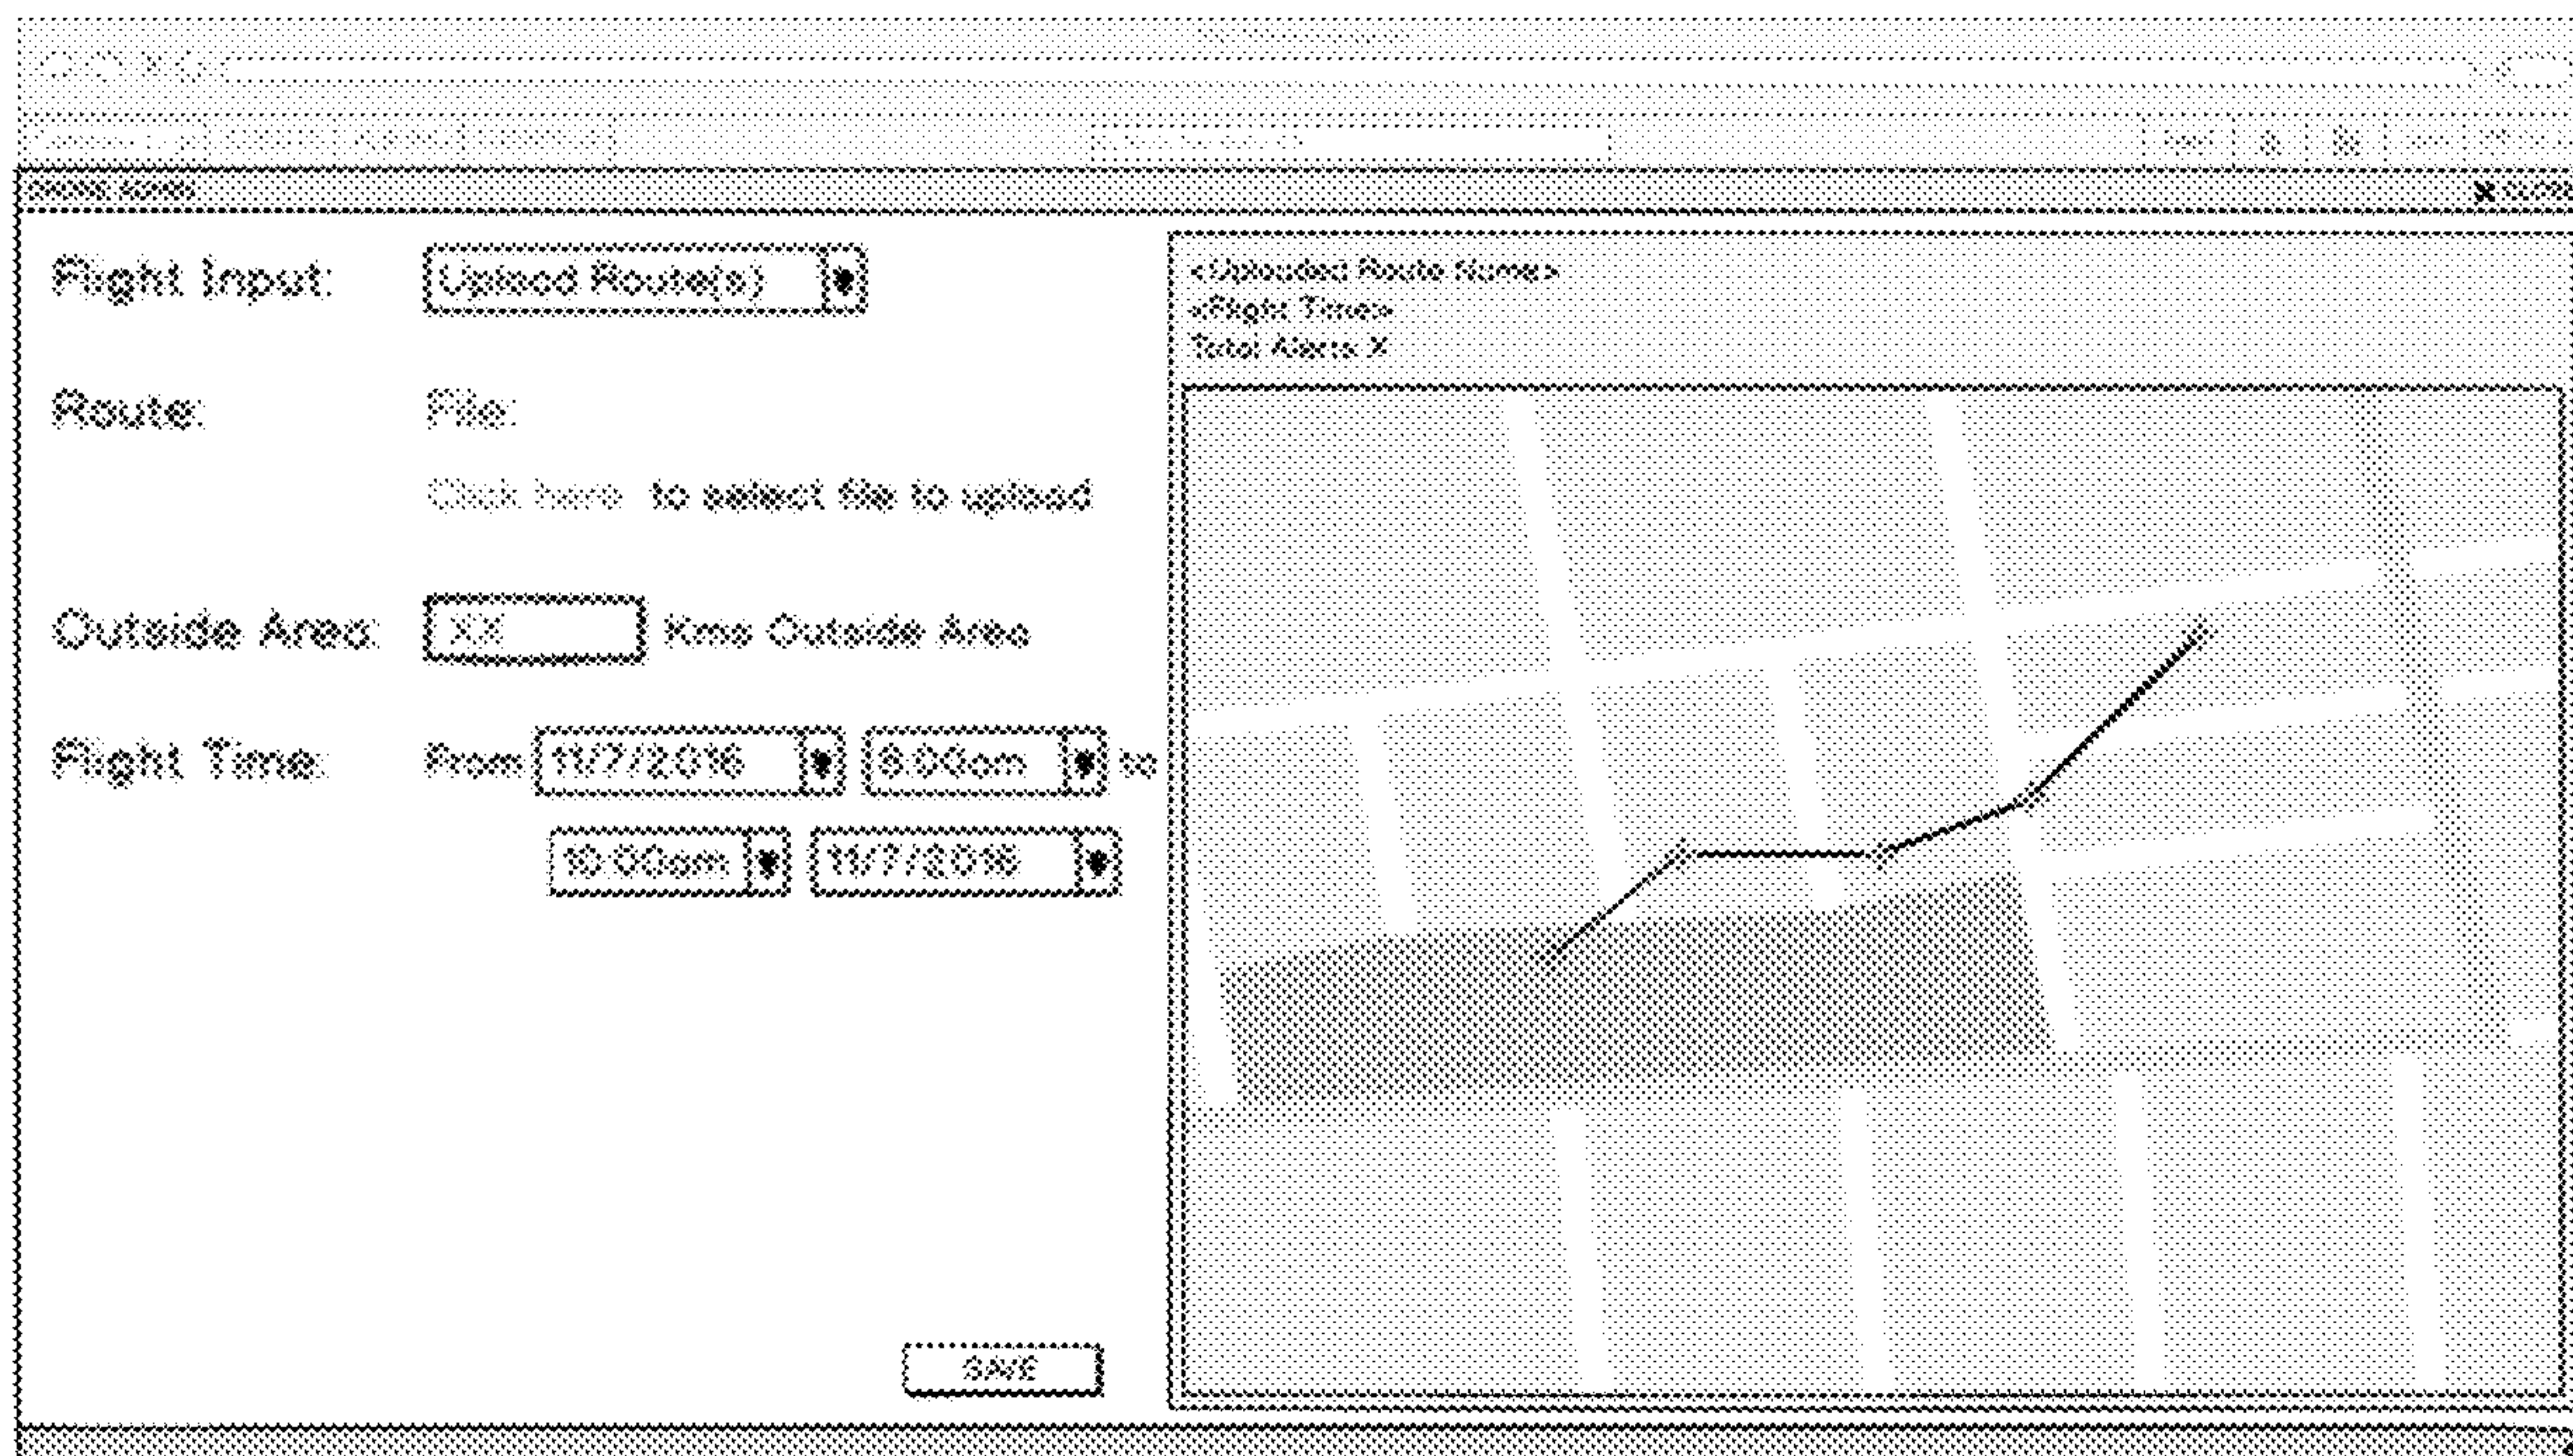 X CLOSE
Flight Input: Upload Route(s)
Route: File:
Click here to select file to upload
Outside Area: XX Kms Outside Area
Flight Time: From 11/7/2016 8:00am to
10:00am 11/7/2016
SAVE
<Uploaded Route Name>
<Flight Time>
Total Alerts X